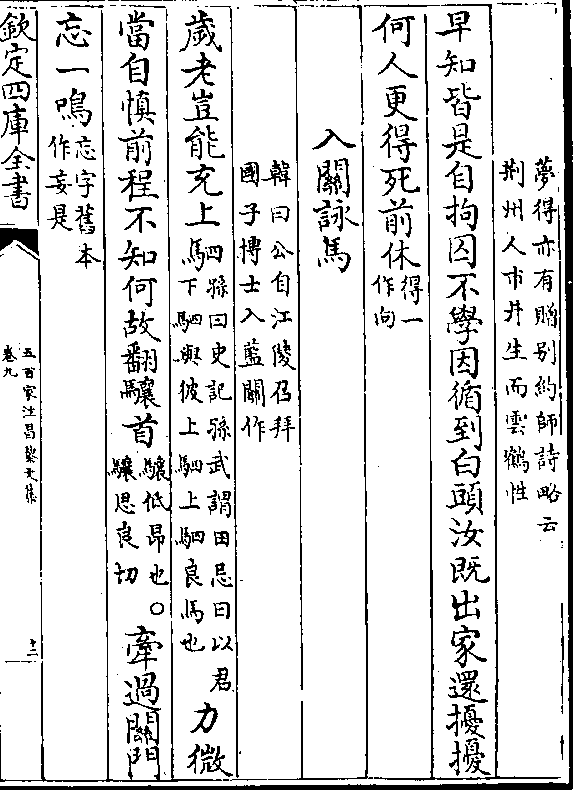 夢得亦有贈别約師詩略云
荆州人市井生而雲鶴性
早知皆是自拘囚不學因循到白頭汝既出家還擾擾
何人更得死前休得一
作向
入關詠馬
韓曰公自江陵召拜
國子博士入藍關作
歲老豈能充上駟孫曰史記孫武謂田忌曰以君
下駟與彼上駟上駟良馬也
力微
當自慎前程不知何故翻驤首驤低昂也○
驤思良切
牽過關門
忘一鳴忘字舊本
作妄是
欽定四庫全書
五百家注昌黎文集
卷九
十二